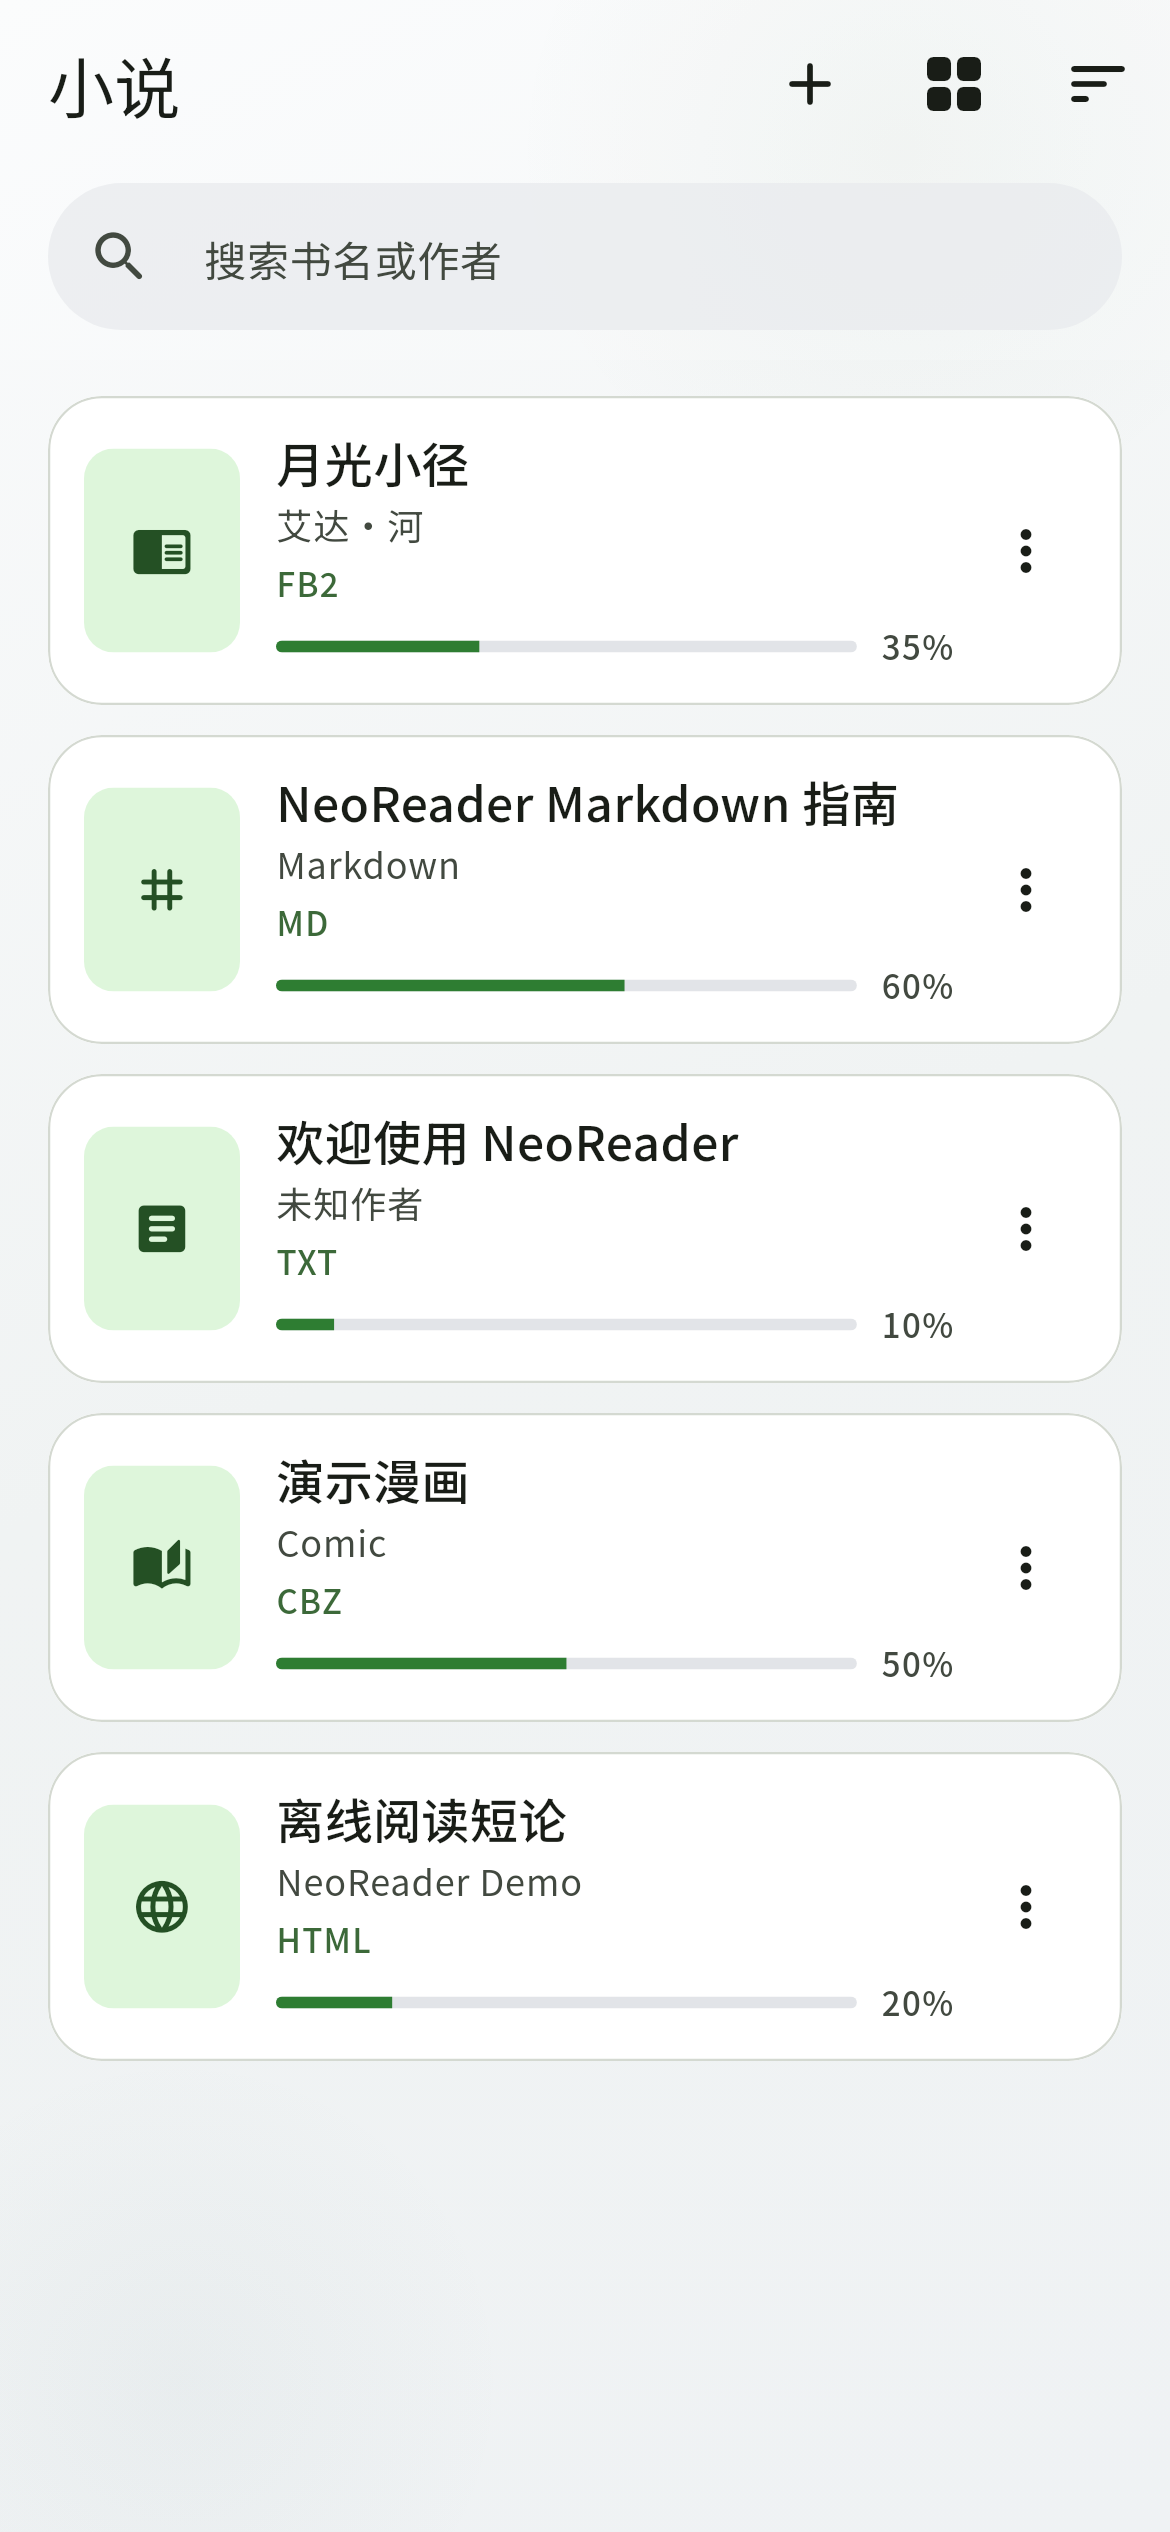 小说
搜索书名或作者
月光小径
艾达・河
FB2
35%
NeoReader Markdown 指南
Markdown
MD
60%
欢迎使用 NeoReader
未知作者
TXT
10%
演示漫画
Comic
CBZ
50%
离线阅读短论
NeoReader Demo
HTML
20%